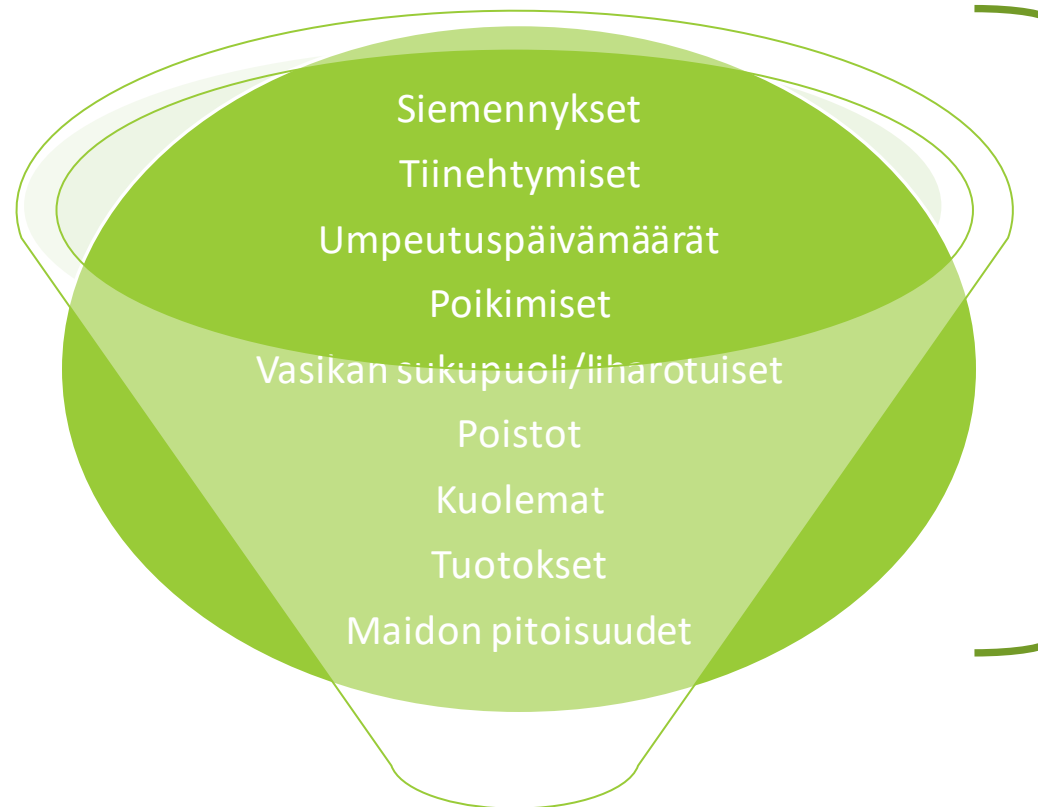 Siemennykset
Tiinehtymiset
Umpeutuspäivämäärät
Poikimiset
Vasikan sukupuoli/liharotuiset
Poistot
Kuolemat
Tuotokset
Maidon pitoisuudet